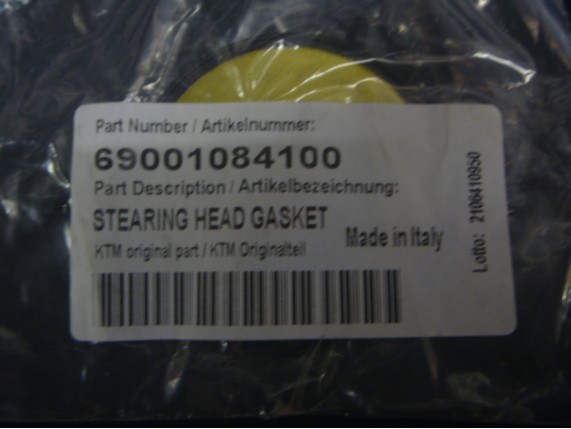 Part Number / Artikelnummer:
69001084100
Part Description / Artikelbezeichnung:
STEARING HEAD GASKET
Made in Italy
KTM original part / KTM Originalteil
Lotto: 2106410950